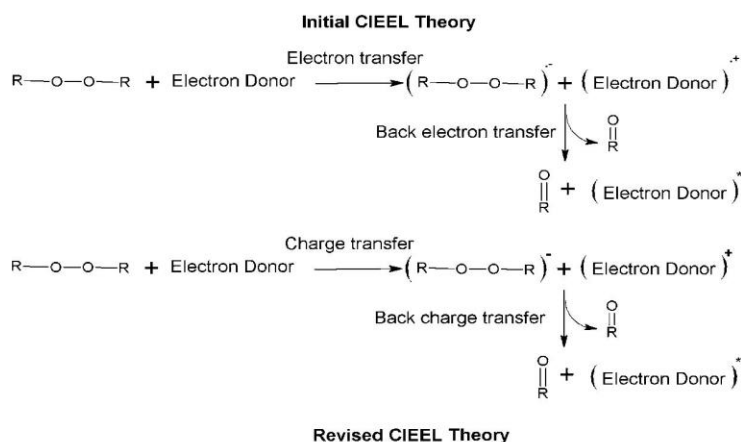 Initial CIEEL Theory
Electron transfer
R—O—O—R + Electron Donor (R—O—O—R)·- + (Electron Donor)·+
Back electron transfer
O
R
O
R
+ (Electron Donor)*
Charge transfer
R—O—O—R + Electron Donor (R—O—O—R)- + (Electron Donor)+
Back charge transfer
O
R
O
R
+ (Electron Donor)*
Revised CIEEL Theory